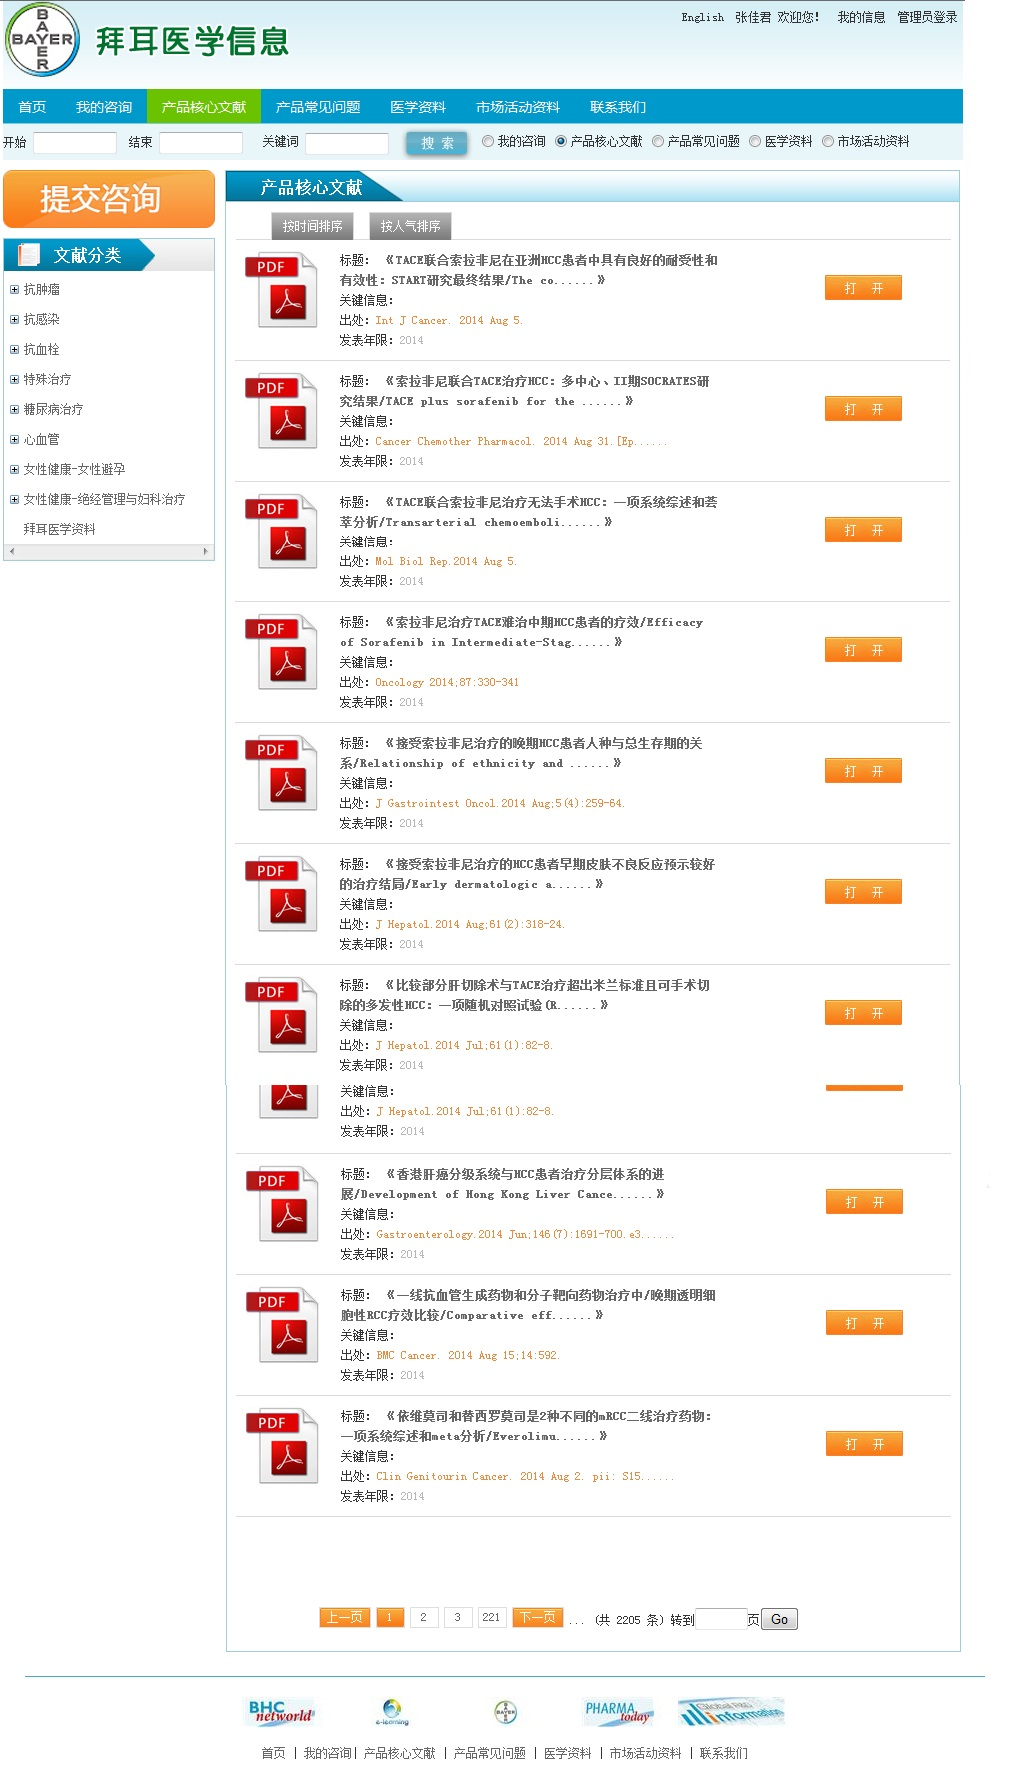 English 张佳君 欢迎您! 我的信息 管理员登录
BAYER
BAYER
拜耳医学信息
首页 我的咨询 产品核心文献 产品常见问题 医学资料 市场活动资料 联系我们
开始 结束 关键词 搜 索 我的咨询 产品核心文献 产品常见问题 医学资料 市场活动资料
提交咨询
文献分类
抗肿瘤
抗感染
抗血栓
特殊治疗
糖尿病治疗
心血管
女性健康-女性避孕
女性健康-绝经管理与妇科治疗
拜耳医学资料
产品核心文献
按时间排序 按人气排序
PDF
标题: 《TACE联合索拉非尼在亚洲HCC患者中具有良好的耐受性和
有效性: START研究最终结果/The co......》
关键信息:
出处: Int J Cancer. 2014 Aug 5.
发表年限: 2014
打 开
PDF
标题: 《索拉非尼联合TACE治疗HCC: 多中心、II期SOCRATES研
究结果/TACE plus sorafenib for the ......》
关键信息:
出处: Cancer Chemother Pharmacol. 2014 Aug 31.[Ep......
发表年限: 2014
打 开
PDF
标题: 《TACE联合索拉非尼治疗无法手术HCC: 一项系统综述和荟
萃分析/Transarterial chemoemboli......》
关键信息:
出处: Mol Biol Rep.2014 Aug 5.
发表年限: 2014
打 开
PDF
标题: 《索拉非尼治疗TACE难治中期HCC患者的疗效/Efficacy
of Sorafenib in Intermediate-Stag......》
关键信息:
出处: Oncology 2014;87:330-341
发表年限: 2014
打 开
PDF
标题: 《接受索拉非尼治疗的晚期HCC患者人种与总生存期的关
系/Relationship of ethnicity and ......》
关键信息:
出处: J Gastrointest Oncol.2014 Aug;5(4):259-64.
发表年限: 2014
打 开
PDF
标题: 《接受索拉非尼治疗的HCC患者早期皮肤不良反应预示较好
的治疗结局/Early dermatologic a......》
关键信息:
出处: J Hepatol.2014 Aug;61(2):318-24.
发表年限: 2014
打 开
PDF
标题: 《比较部分肝切除术与TACE治疗超出米兰标准且可手术切
除的多发性HCC: 一项随机对照试验(R......》
关键信息:
出处: J Hepatol.2014 Jul;61(1):82-8.
发表年限: 2014
打 开
关键信息:
出处: J Hepatol.2014 Jul;61(1):82-8.
发表年限: 2014
PDF
标题: 《香港肝癌分级系统与HCC患者治疗分层体系的进
展/Development of Hong Kong Liver Cance......》
关键信息:
出处: Gastroenterology.2014 Jun;146(7):1691-700.e3......
发表年限: 2014
打 开
PDF
标题: 《一线抗血管生成药物和分子靶向药物治疗中/晚期透明细
胞性RCC疗效比较/Comparative eff......》
关键信息:
出处: BMC Cancer. 2014 Aug 15;14:592.
发表年限: 2014
打 开
PDF
标题: 《依维莫司和替西罗莫司是2种不同的mRCC二线治疗药物:
一项系统综述和meta分析/Everolimu......》
关键信息:
出处: Clin Genitourin Cancer. 2014 Aug 2. pii: S15......
发表年限: 2014
打 开
上一页 1 2 3 221 下一页 ... (共 2205 条) 转到 页 Go
BHC networld e-learning BAYER PHARMA today Global R&D information
首页 | 我的咨询| 产品核心文献 | 产品常见问题 | 医学资料 | 市场活动资料 | 联系我们